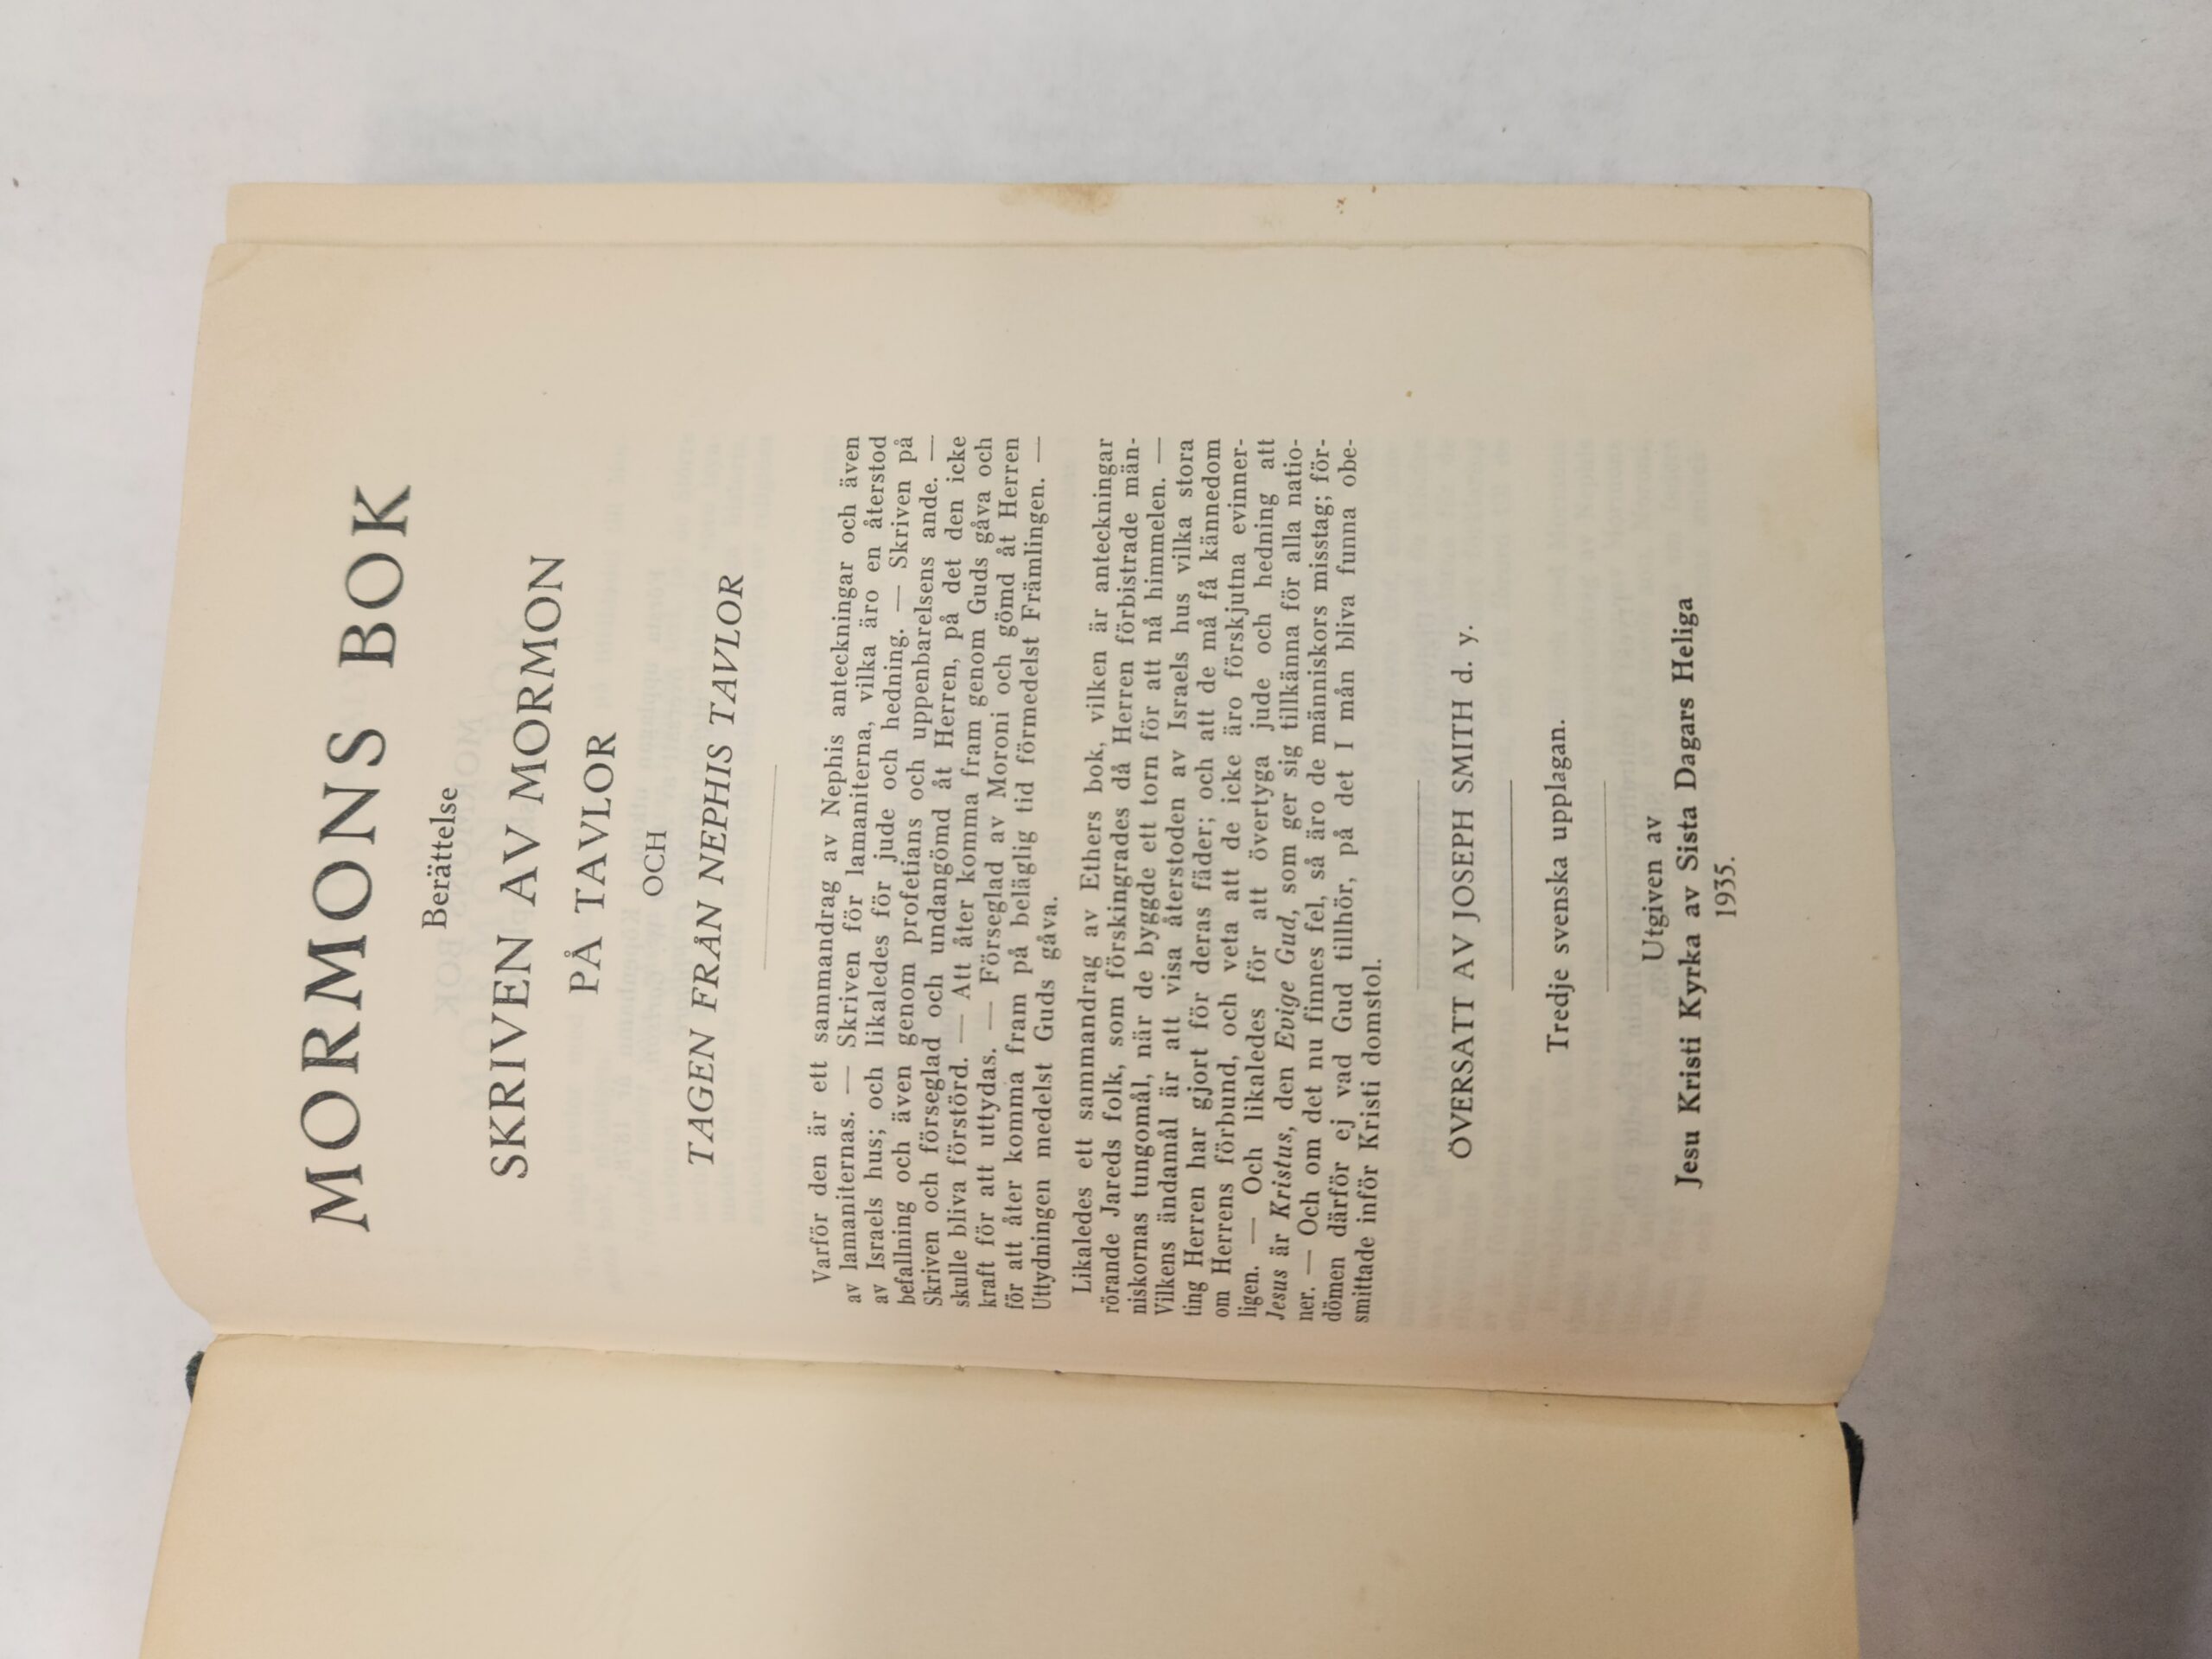 MORMONS BOK
Berättelse
SKRIVEN AV MORMON
PÅ TAVLOR
OCH
TAGEN FRÅN NEPHIS TAVLOR
Varför den är ett sammandrag av Nephis anteckningar och även
av lamaniternas. — Skriven för lamaniterna, vilka äro en återstod
av Israels hus; och likaledes för jude och hedning. — Skriven på
befallning och även genom profetians och uppenbarelsens ande. —
Skriven och förseglad och undangömd åt Herren, på det den icke
skulle bliva förstörd. — Att åter komma fram genom Guds gåva och
kraft för att uttydas. — Förseglad av Moroni och gömd åt Herren
för att åter komma fram på beläglig tid förmedelst Främlingen. —
Uttydningen medelst Guds gåva.
Likaledes ett sammandrag av Ethers bok, vilken är anteckningar
rörande Jareds folk, som förskingrades då Herren förbistrade män-
niskornas tungomål, när de byggde ett torn för att nå himmelen. —
Vilkens ändamål är att visa återstoden av Israels hus vilka stora
ting Herren har gjort för deras fäder; och att de må få kännedom
om Herrens förbund, och veta att de icke äro förskjutna evinner-
ligen. — Och likaledes för att övertyga jude och hedning att
Jesus är Kristus, den Evige Gud, som ger sig tillkänna för alla natio-
ner. — Och om det nu finnes fel, så äro de människors misstag; för-
dömen därför ej vad Gud tillhör, på det I mån bliva funna obe-
smittade inför Kristi domstol.
ÖVERSATT AV JOSEPH SMITH d. y.
Tredje svenska upplagan.
Utgiven av
Jesu Kristi Kyrka av Sista Dagars Heliga
1935.